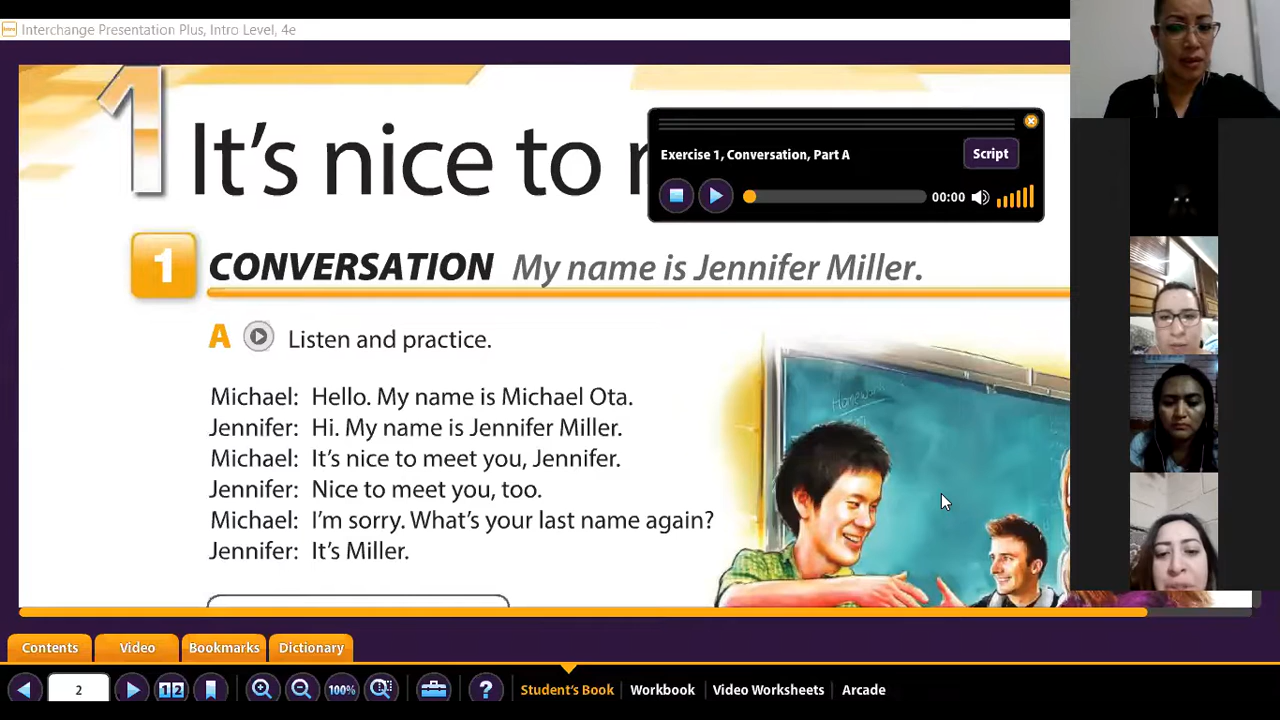 Interchange Presentation Plus, Intro Level, 4e
1 It's nice to
Exercise 1, Conversation, Part A
Script
00:00
1 CONVERSATION My name is Jennifer Miller.
A Listen and practice.
Homework
Michael: Hello. My name is Michael Ota.
Jennifer: Hi. My name is Jennifer Miller.
Michael: It's nice to meet you, Jennifer.
Jennifer: Nice to meet you, too.
Michael: I'm sorry. What's your last name again?
Jennifer: It's Miller.
Contents Video Bookmarks Dictionary
2 12 100% ? Student's Book Workbook Video Worksheets Arcade